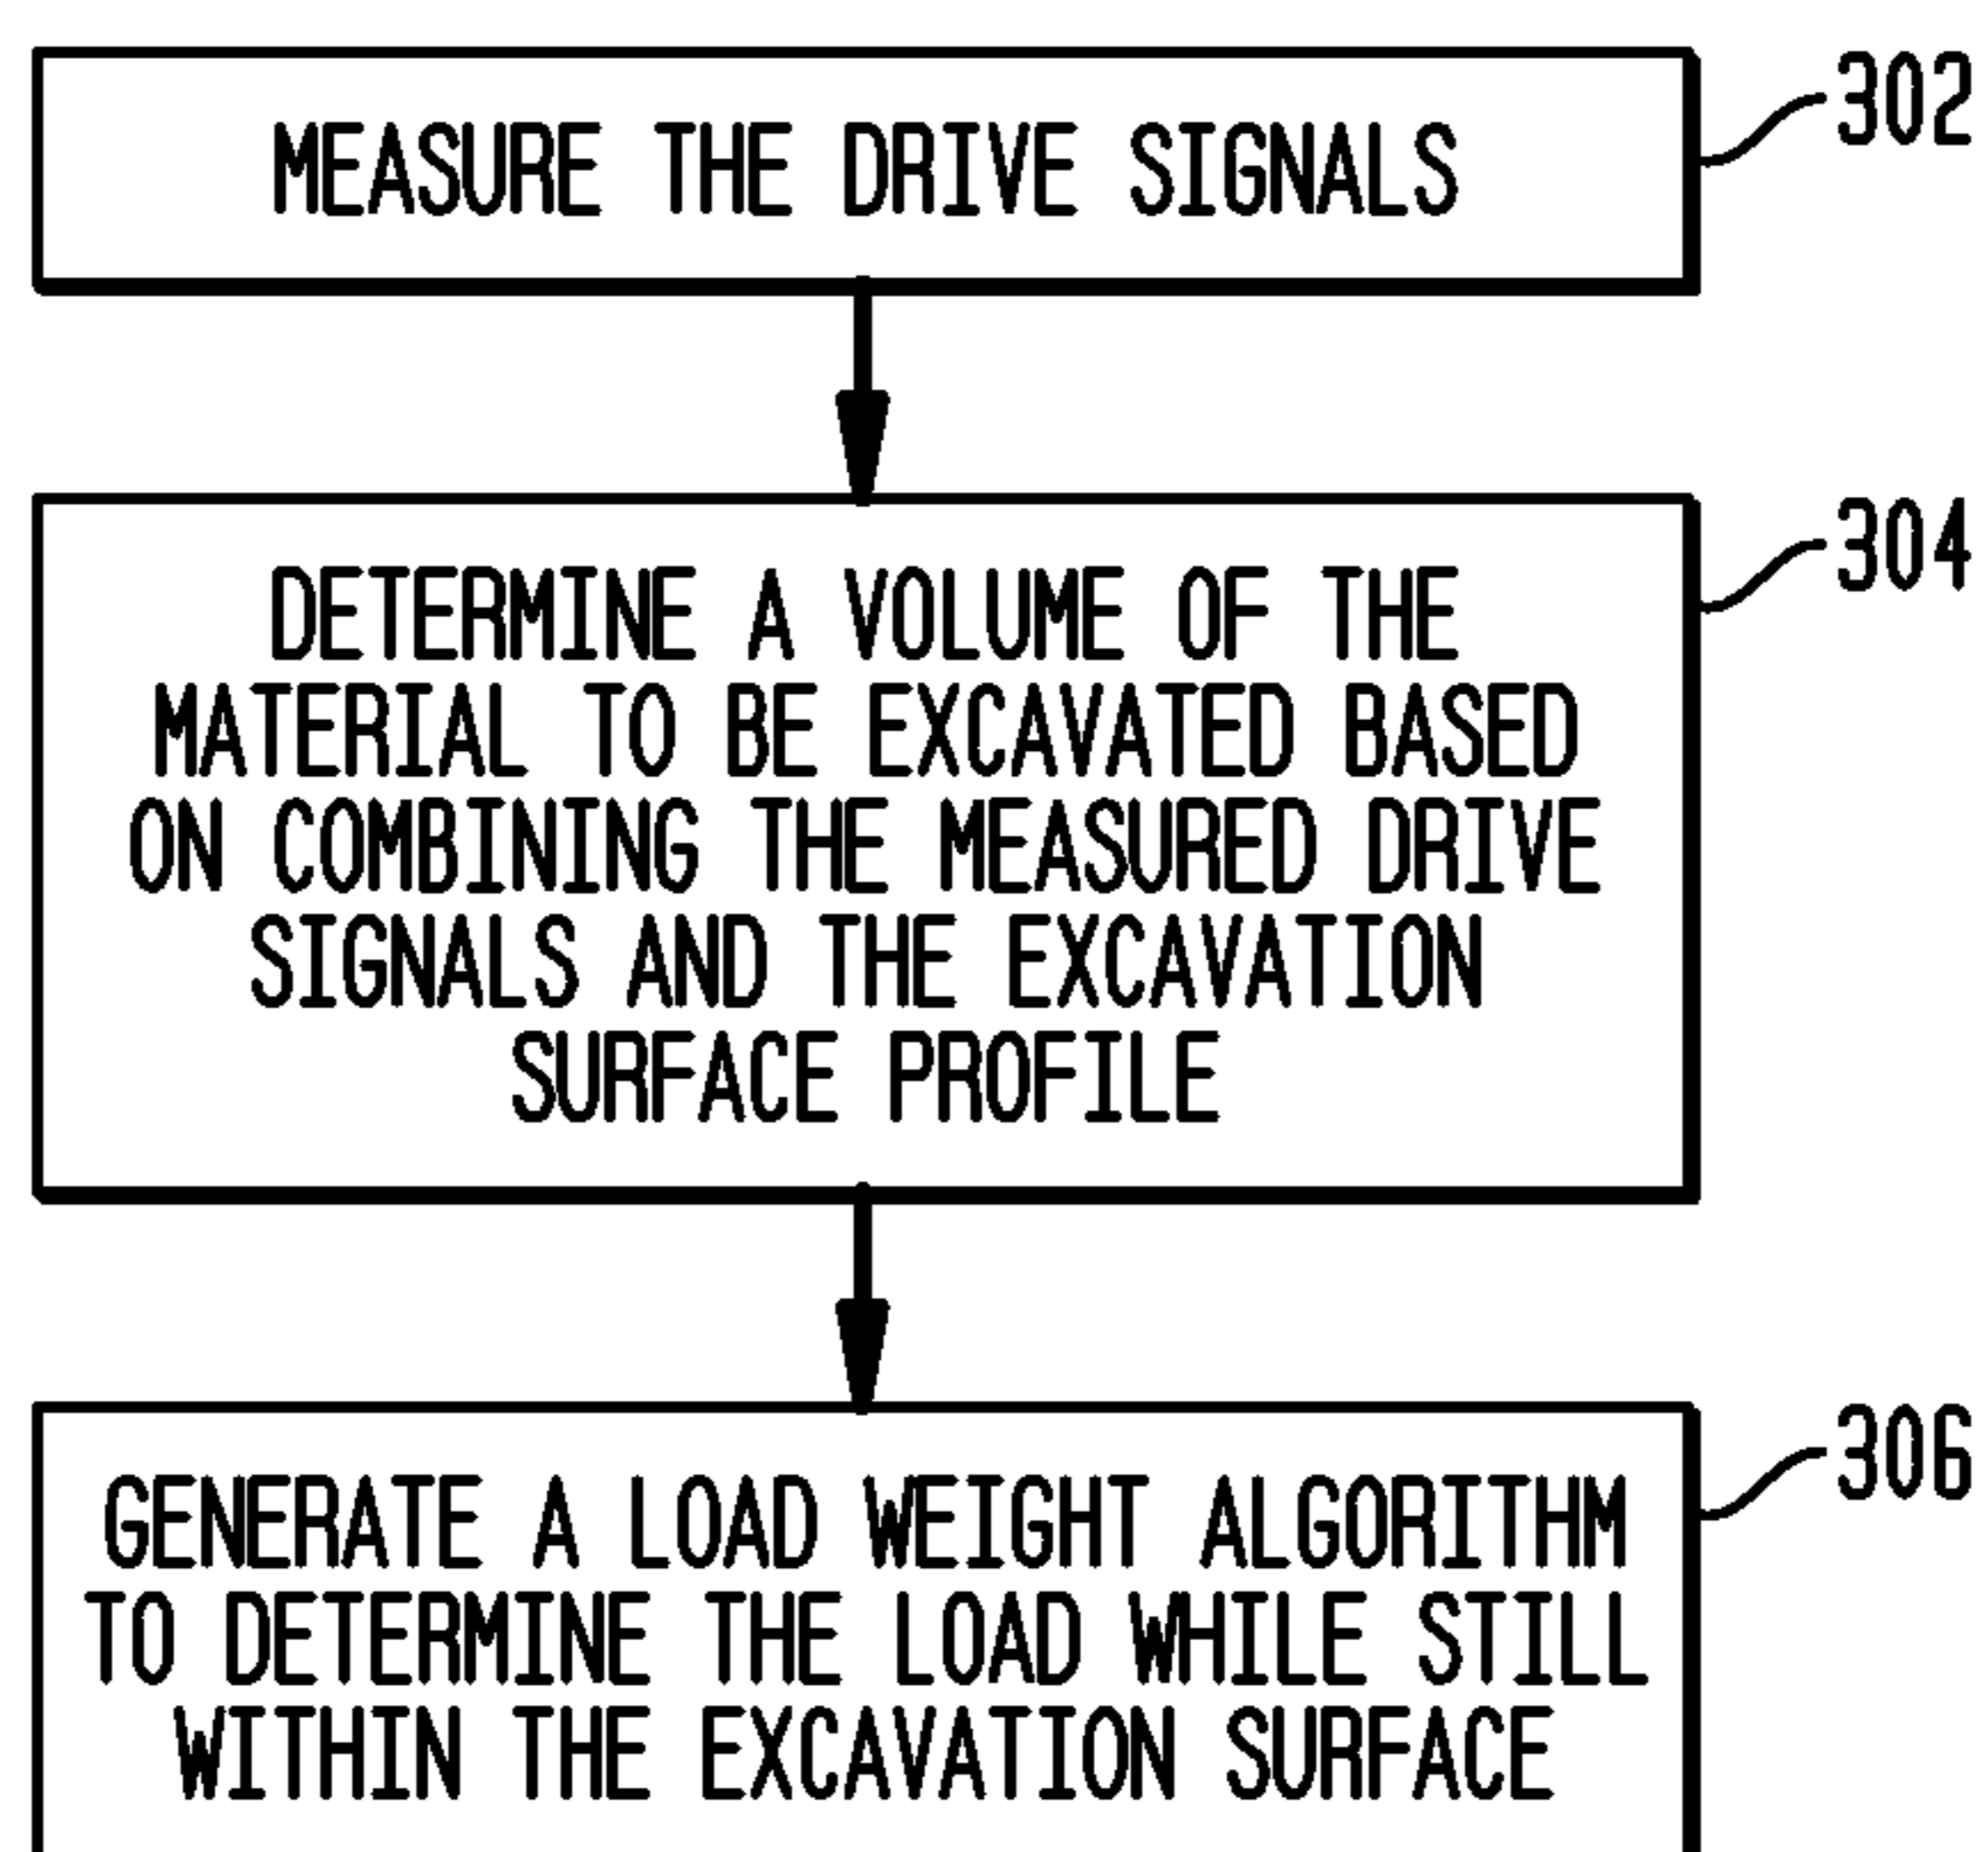 MEASURE THE DRIVE SIGNALS
302
DETERMINE A VOLUME OF THE
MATERIAL TO BE EXCAVATED BASED
ON COMBINING THE MEASURED DRIVE
SIGNALS AND THE EXCAVATION
SURFACE PROFILE
304
GENERATE A LOAD WEIGHT ALGORITHM
TO DETERMINE THE LOAD WHILE STILL
WITHIN THE EXCAVATION SURFACE
306